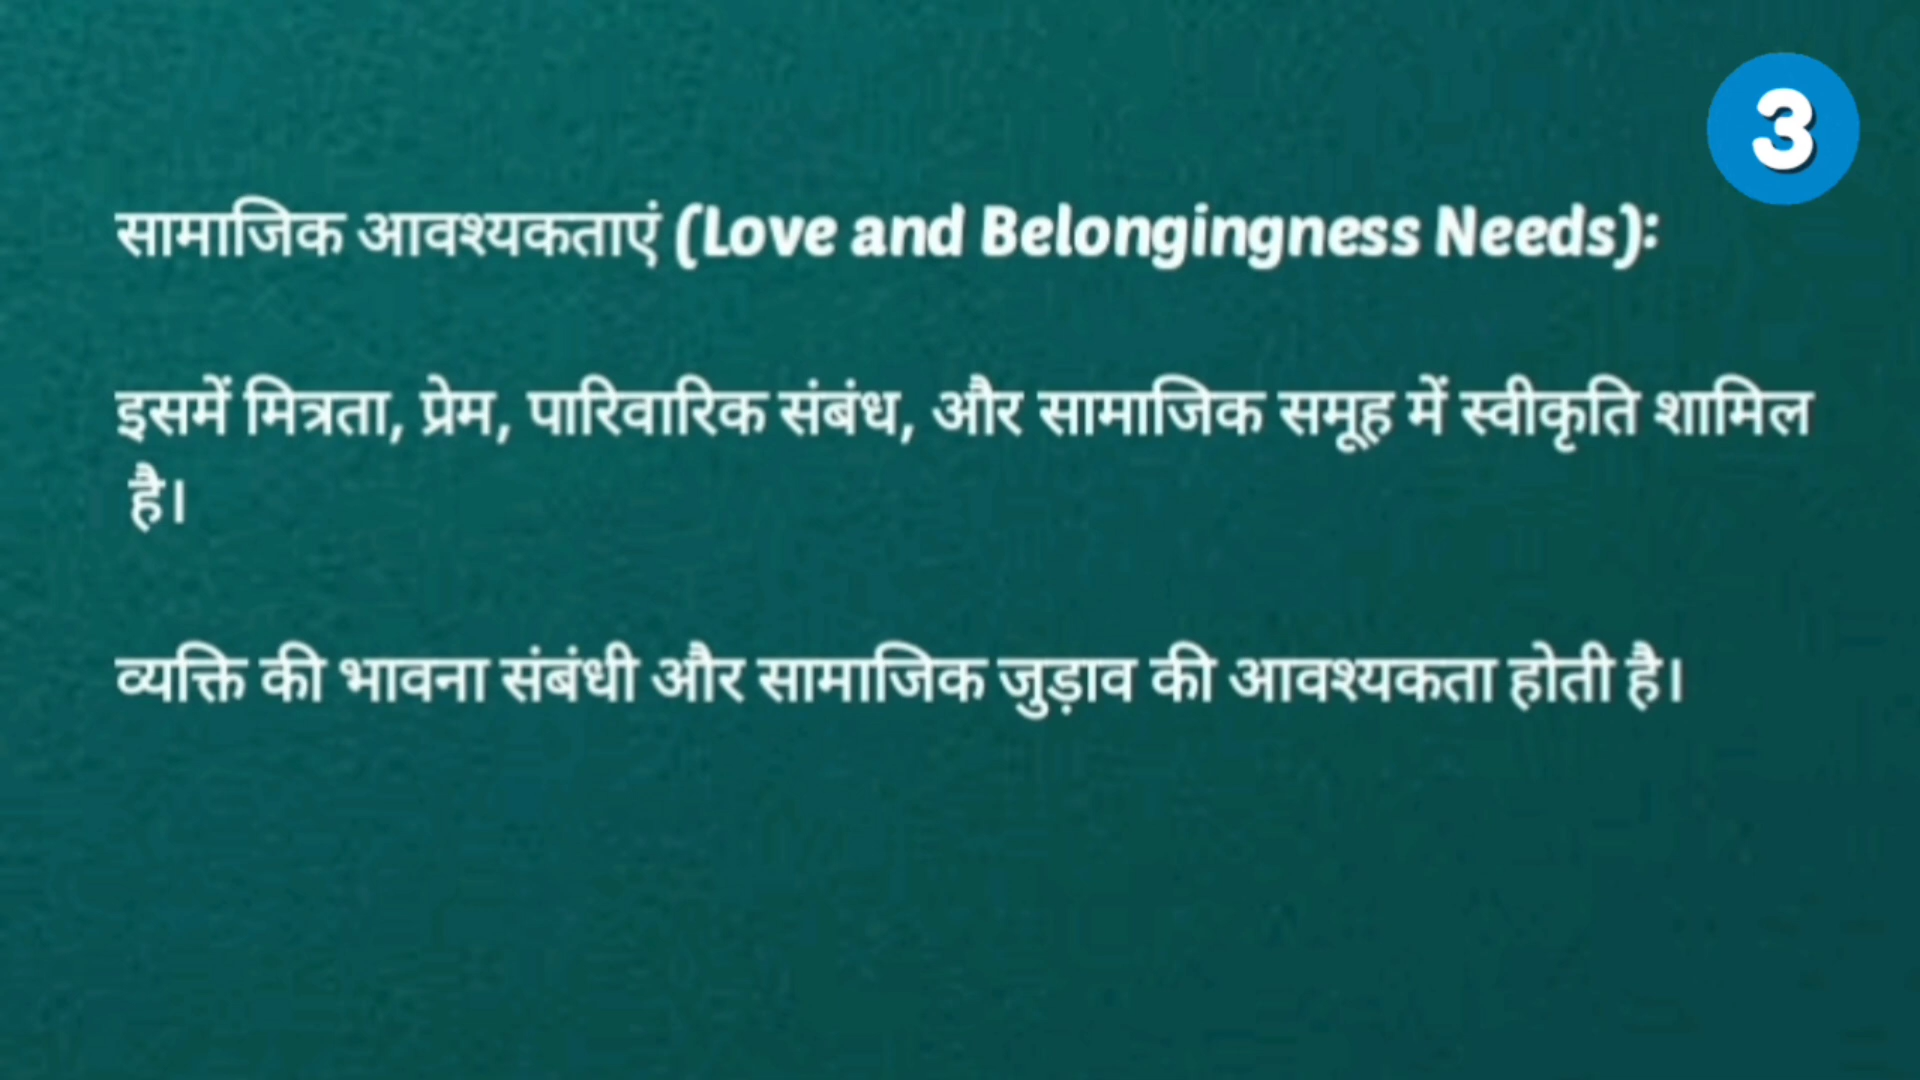 3
सामाजिक आवश्यकताएं (Love and Belongingness Needs):
इसमें मित्रता, प्रेम, पारिवारिक संबंध, और सामाजिक समूह में स्वीकृति शामिल
है।
व्यक्ति की भावना संबंधी और सामाजिक जुड़ाव की आवश्यकता होती है।